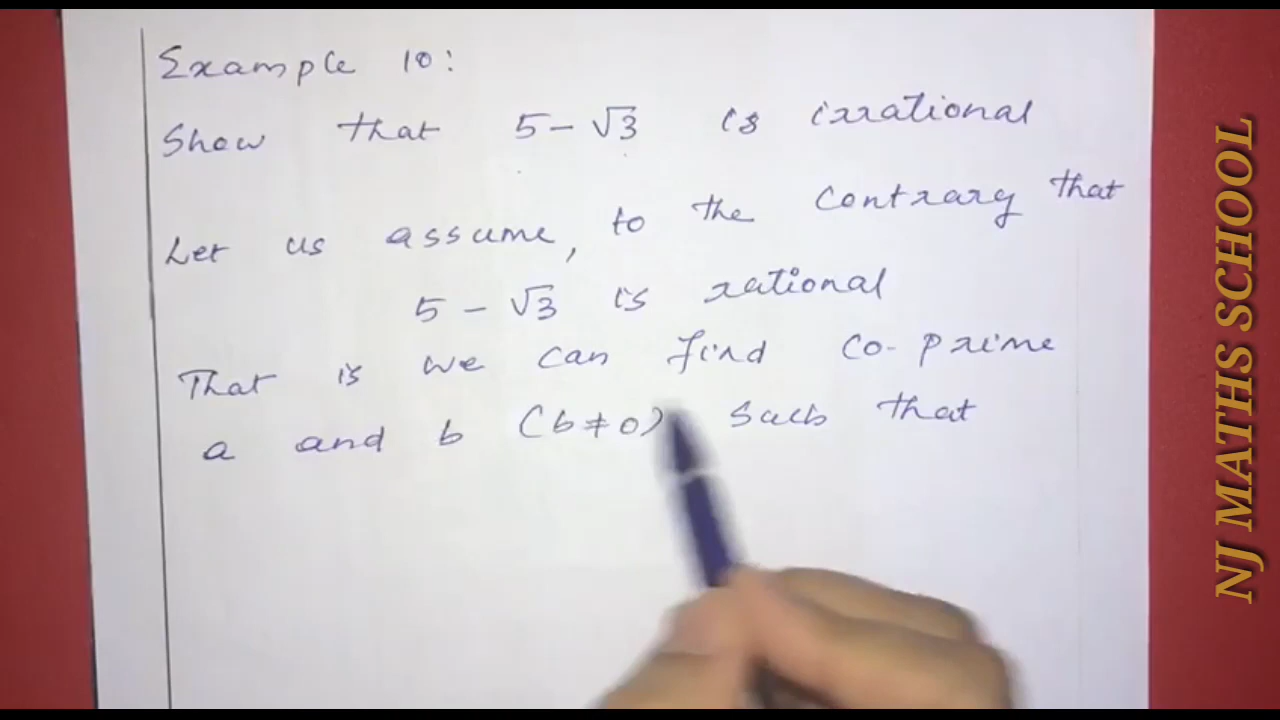 Example 10:
Show that 5 - √3 is irrational
Let us assume, to the contrary that
5 - √3 is rational
That is we can find co-prime
a and b (b ≠ 0) such that
NJ MATHS SCHOOL